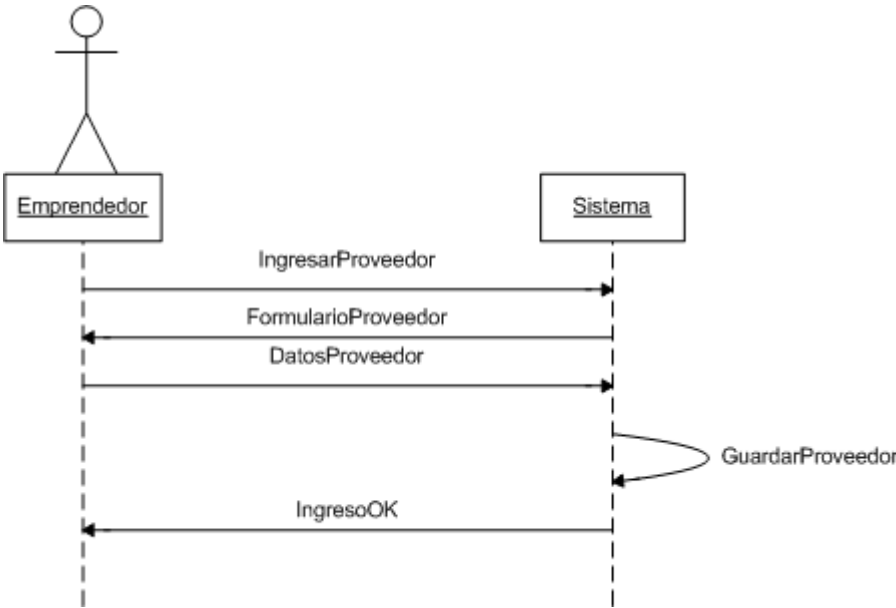 Emprendedor
Sistema
IngresarProveedor
FormularioProveedor
DatosProveedor
GuardarProveedor
IngresoOK